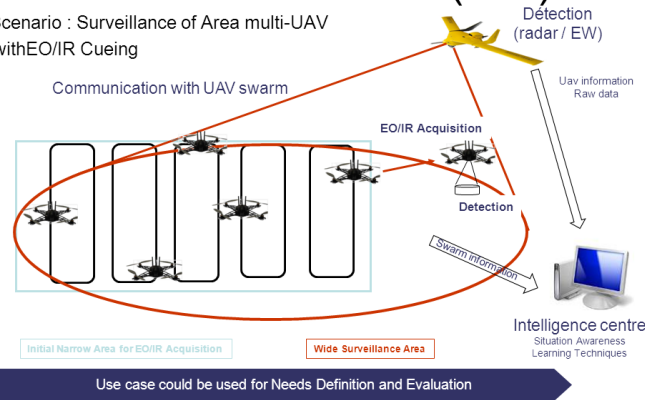 Scenario : Surveillance of Area multi-UAV
withEO/IR Cueing
Détection
(radar / EW)
Uav information
Raw data
Communication with UAV swarm
EO/IR Acquisition
Detection
Swarm information
Intelligence centre
Situation Awareness
Learning Techniques
Initial Narrow Area for EO/IR Acquisition
Wide Surveillance Area
Use case could be used for Needs Definition and Evaluation